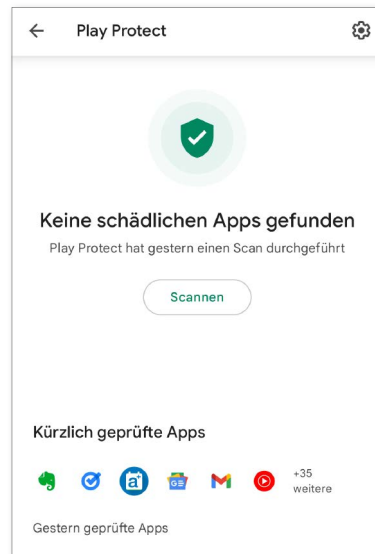 Play Protect
Keine schädlichen Apps gefunden
Play Protect hat gestern einen Scan durchgeführt
Scannen
Kürzlich geprüfte Apps
+35
weitere
Gestern geprüfte Apps